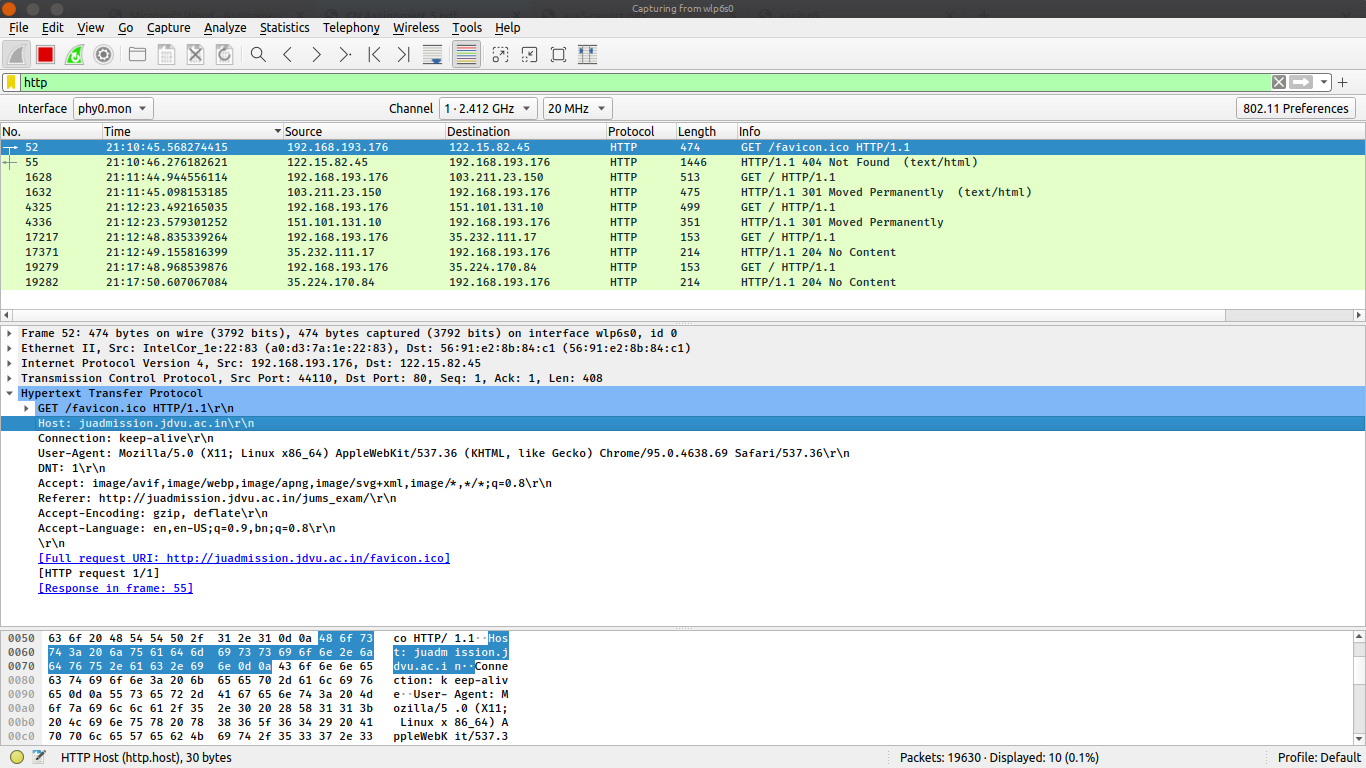 Capturing from wlp6s0
File Edit View Go Capture Analyze Statistics Telephony Wireless Tools Help
http
Interface phy0.mon Channel 1 · 2.412 GHz 20 MHz 802.11 Preferences
No. Time Source Destination Protocol Length Info
52 21:10:45.568274415 192.168.193.176 122.15.82.45 HTTP 474 GET /favicon.ico HTTP/1.1
55 21:10:46.276182621 122.15.82.45 192.168.193.176 HTTP 1446 HTTP/1.1 404 Not Found (text/html)
1628 21:11:44.944556114 192.168.193.176 103.211.23.150 HTTP 513 GET / HTTP/1.1
1632 21:11:45.098153185 103.211.23.150 192.168.193.176 HTTP 475 HTTP/1.1 301 Moved Permanently (text/html)
4325 21:12:23.492165035 192.168.193.176 151.101.131.10 HTTP 499 GET / HTTP/1.1
4336 21:12:23.579301252 151.101.131.10 192.168.193.176 HTTP 351 HTTP/1.1 301 Moved Permanently
17217 21:12:48.835339264 192.168.193.176 35.232.111.17 HTTP 153 GET / HTTP/1.1
17371 21:12:49.155816399 35.232.111.17 192.168.193.176 HTTP 214 HTTP/1.1 204 No Content
19279 21:17:48.968539876 192.168.193.176 35.224.170.84 HTTP 153 GET / HTTP/1.1
19282 21:17:50.607067084 35.224.170.84 192.168.193.176 HTTP 214 HTTP/1.1 204 No Content
Frame 52: 474 bytes on wire (3792 bits), 474 bytes captured (3792 bits) on interface wlp6s0, id 0
Ethernet II, Src: IntelCor_1e:22:83 (a0:d3:7a:1e:22:83), Dst: 56:91:e2:8b:84:c1 (56:91:e2:8b:84:c1)
Internet Protocol Version 4, Src: 192.168.193.176, Dst: 122.15.82.45
Transmission Control Protocol, Src Port: 44110, Dst Port: 80, Seq: 1, Ack: 1, Len: 408
Hypertext Transfer Protocol
GET /favicon.ico HTTP/1.1\r\n
Host: juadmission.jdvu.ac.in\r\n
Connection: keep-alive\r\n
User-Agent: Mozilla/5.0 (X11; Linux x86_64) AppleWebKit/537.36 (KHTML, like Gecko) Chrome/95.0.4638.69 Safari/537.36\r\n
DNT: 1\r\n
Accept: image/avif,image/webp,image/apng,image/svg+xml,image/*,*/*;q=0.8\r\n
Referer: http://juadmission.jdvu.ac.in/jums_exam/\r\n
Accept-Encoding: gzip, deflate\r\n
Accept-Language: en,en-US;q=0.9,bn;q=0.8\r\n
\r\n
[Full request URI: http://juadmission.jdvu.ac.in/favicon.ico]
[HTTP request 1/1]
[Response in frame: 55]
0050 63 6f 20 48 54 54 50 2f 31 2e 31 0d 0a 48 6f 73 co HTTP/ 1.1··Hos
0060 74 3a 20 6a 75 61 64 6d 69 73 73 69 6f 6e 2e 6a t: juadm ission.j
0070 64 76 75 2e 61 63 2e 69 6e 0d 0a 43 6f 6e 6e 65 dvu.ac.i n··Conne
0080 63 74 69 6f 6e 3a 20 6b 65 65 70 2d 61 6c 69 76 ction: k eep-aliv
0090 65 0d 0a 55 73 65 72 2d 41 67 65 6e 74 3a 20 4d e··User- Agent: M
00a0 6f 7a 69 6c 6c 61 2f 35 2e 30 20 28 58 31 31 3b ozilla/5 .0 (X11;
00b0 20 4c 69 6e 75 78 20 78 38 36 5f 36 34 29 20 41 Linux x 86_64) A
00c0 70 70 6c 65 57 65 62 4b 69 74 2f 35 33 37 2e 33 ppleWebK it/537.3
HTTP Host (http.host), 30 bytes Packets: 19630 · Displayed: 10 (0.1%) Profile: Default